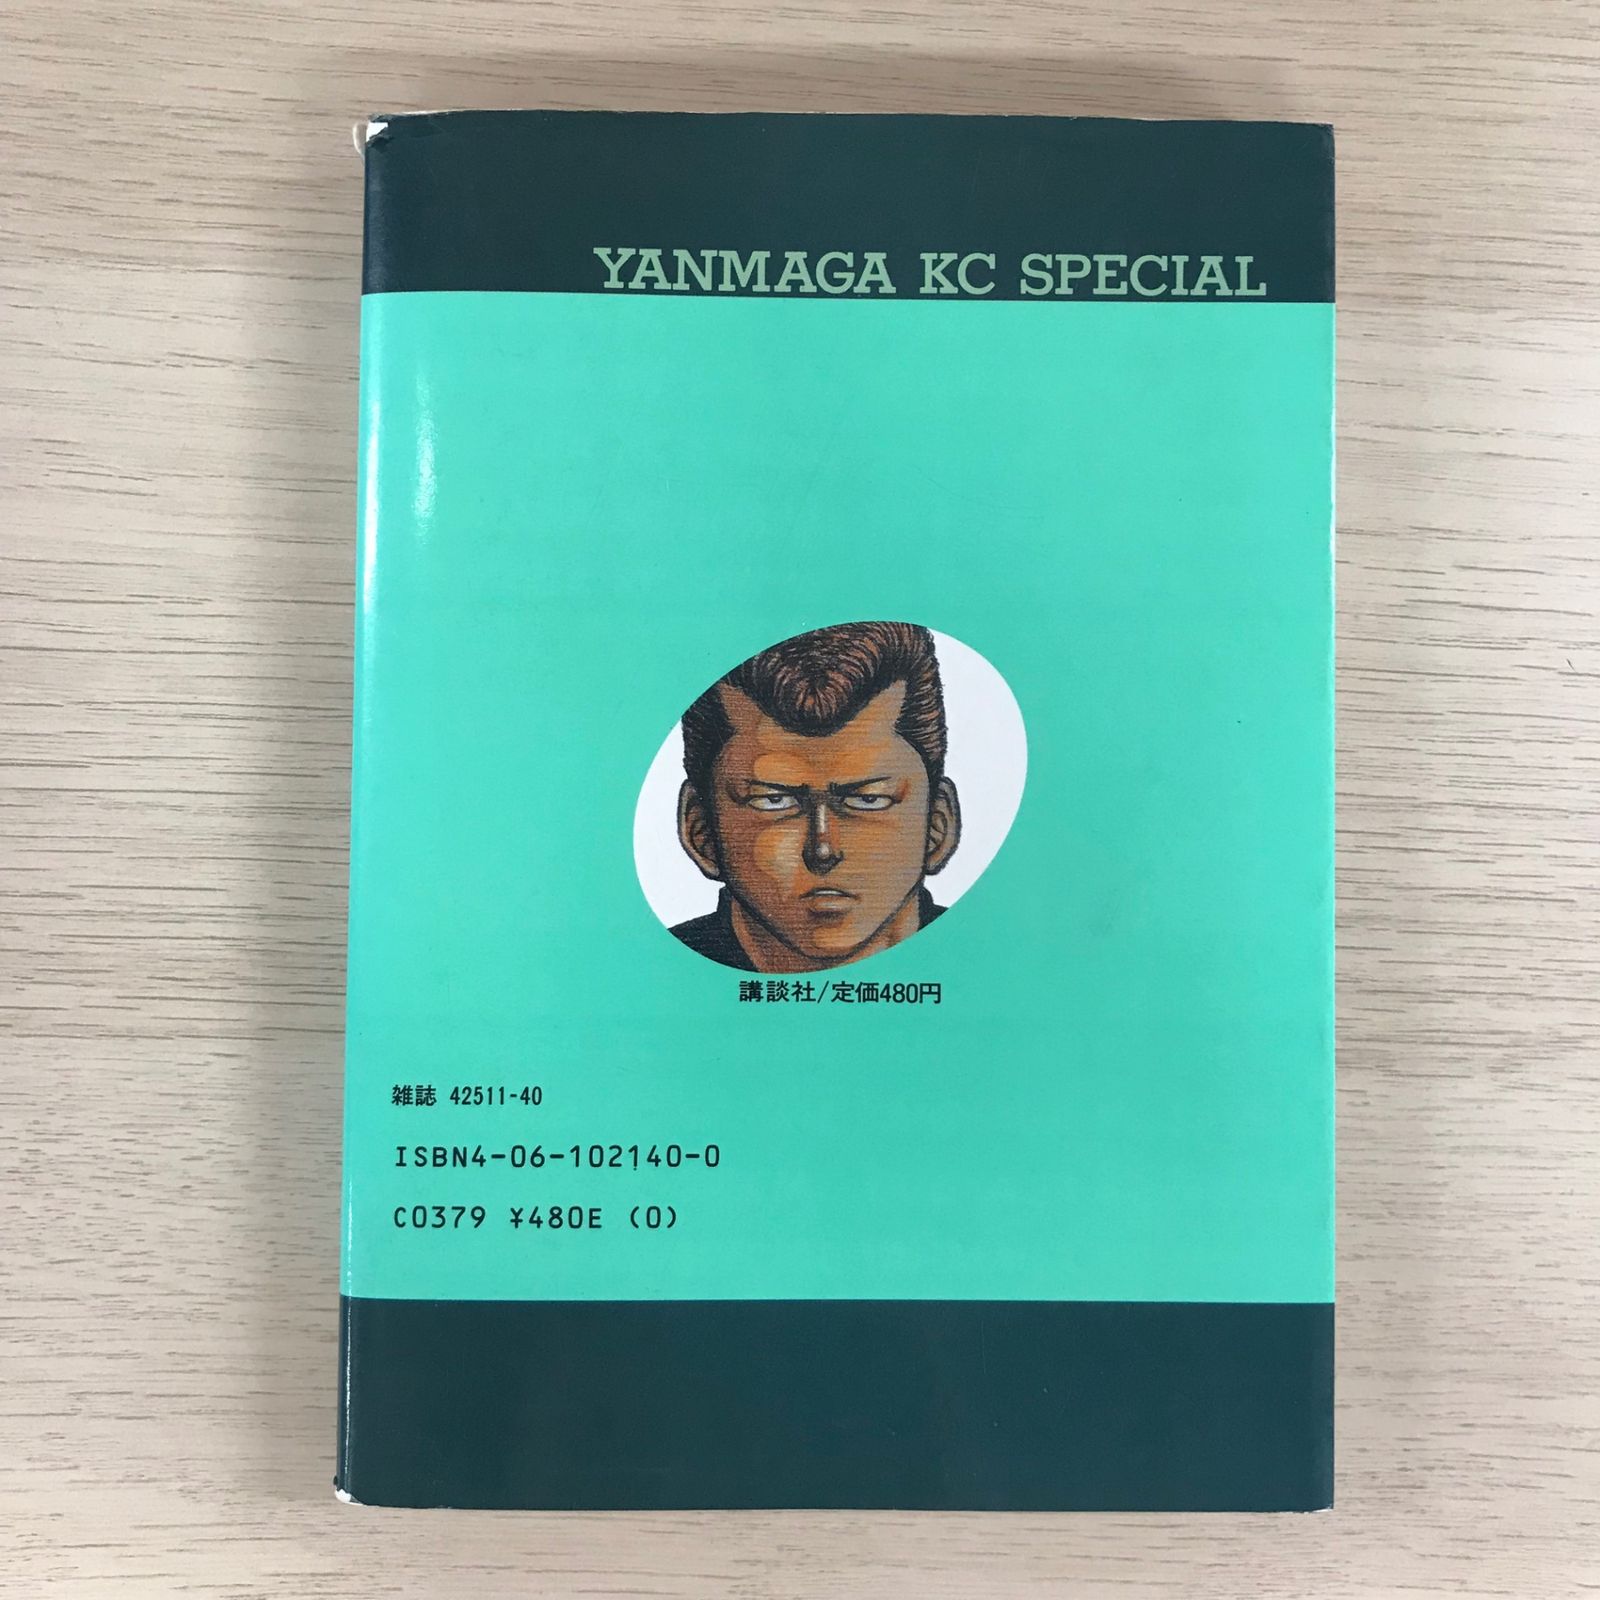 YANMAGA KC SPECIAL
講談社/定価480円
雑誌 42511-40
ISBN4-06-102140-0
C0379 ¥480E (0)